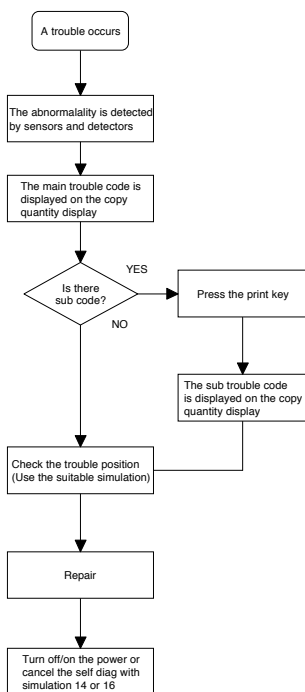 A trouble occurs
The abnormalality is detected
by sensors and detectors
The main trouble code is
displayed on the copy
quantity display
Is there
sub code?
YES
NO
Press the print key
The sub trouble code
is displayed on the copy
quantity display
Check the trouble position
(Use the suitable simulation)
Repair
Turn off/on the power or
cancel the self diag with
simulation 14 or 16